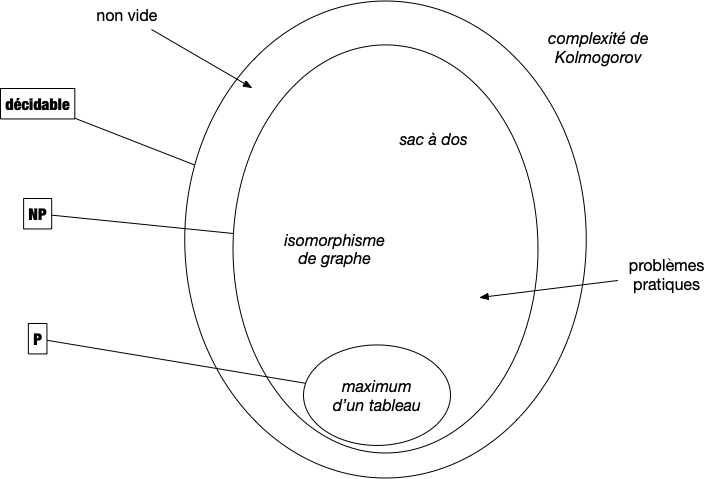 non vide
complexité de
Kolmogorov
décidable
sac à dos
NP
isomorphisme
de graphe
problèmes
pratiques
P
maximum
d'un tableau